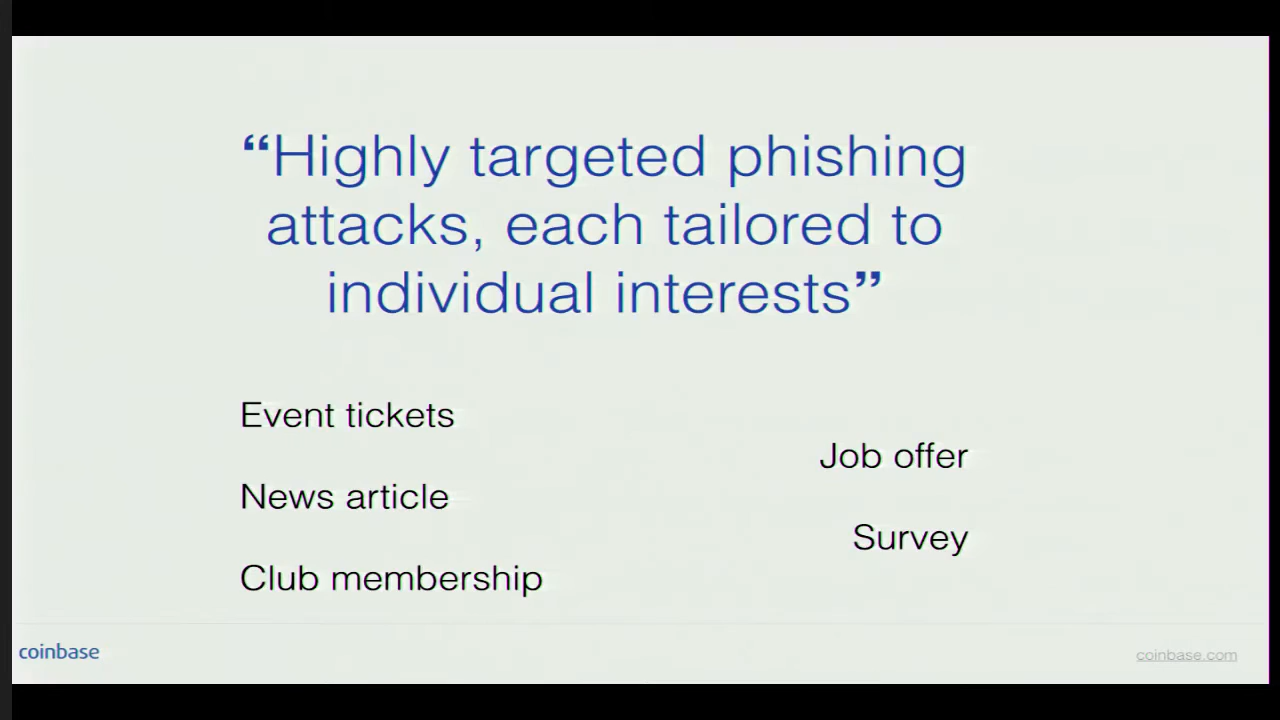 “Highly targeted phishing
attacks, each tailored to
individual interests”
Event tickets
Job offer
News article
Survey
Club membership
coinbase
coinbase.com